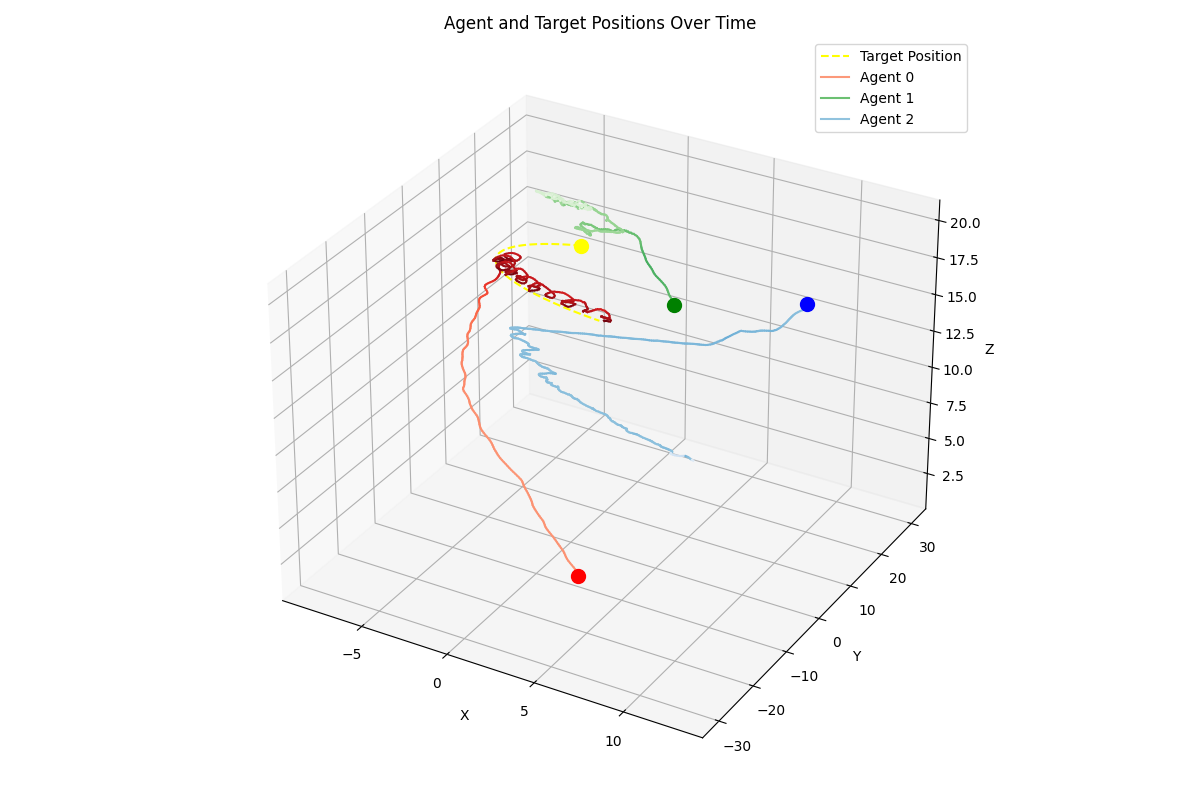 Agent and Target Positions Over Time
Target Position
Agent 0
Agent 1
Agent 2
20.0
17.5
15.0
12.5
10.0
7.5
5.0
2.5
Z
30
20
10
0
−10
−20
−30
Y
−5
0
5
10
X